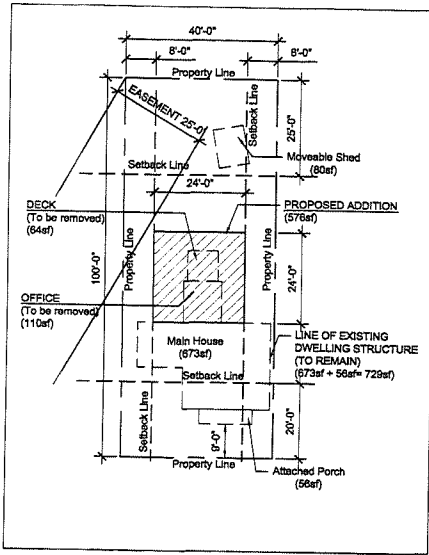 40'-0"
8'-0"
8'-0"
Property Line
EASEMENT 25'-0
Setback Line
25'-0"
Moveable Shed
(80sf)
Setback Line
24'-0"
DECK
(To be removed)
(64sf)
PROPOSED ADDITION
(576sf)
100'-0"
Property Line
Property Line
24'-0"
OFFICE
(To be removed)
(110sf)
Main House
(673sf)
LINE OF EXISTING
DWELLING STRUCTURE
(TO REMAIN)
(673sf + 56sf= 729sf)
Setback Line
Setback Line
20'-0"
9'-0"
Property Line
Attached Porch
(56sf)